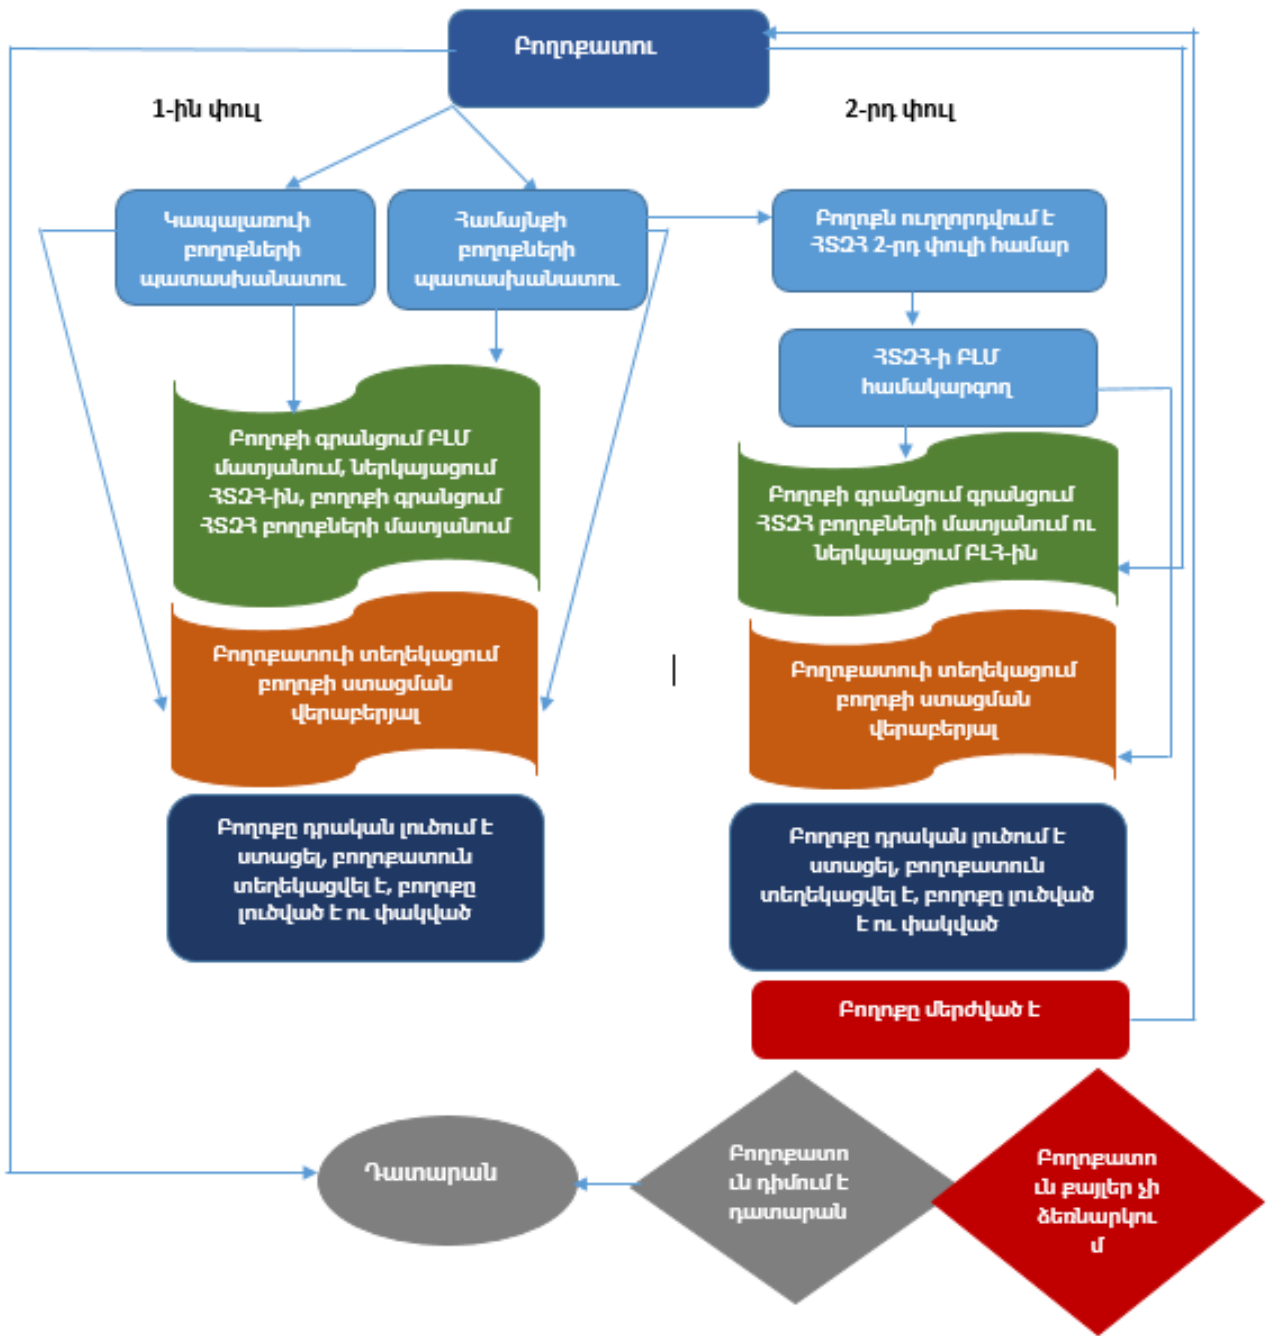 Բողոքատու
1-ին փուլ
2-րդ փուլ
Կապալառուի
բողոքների
պատասխանատու
Համայնքի
բողոքների
պատասխանատու
Բողոքն ուղղորդվում է
ՀՏԶՀ 2-րդ փուլի համար
ՀՏԶՀ-ի ԲԼՄ
համակարգող
Բողոքի գրանցում ԲԼՄ
մատյանում, ներկայացում
ՀՏԶՀ-ին, բողոքի գրանցում
ՀՏԶՀ բողոքների մատյանում
Բողոքի գրանցում գրանցում
ՀՏԶՀ բողոքների մատյանում ու
ներկայացում ԲԼՀ-ին
Բողոքատուի տեղեկացում
բողոքի ստացման
վերաբերյալ
Բողոքատուի տեղեկացում
բողոքի ստացման
վերաբերյալ
Բողոքը դրական լուծում է
ստացել, բողոքատուն
տեղեկացվել է, բողոքը
լուծված է ու փակված
Բողոքը դրական լուծում է
ստացել, բողոքատուն
տեղեկացվել է, բողոքը լուծված
է ու փակված
Բողոքը մերժված է
Դատարան
Բողոքատո
ւն դիմում է
դատարան
Բողոքատո
ւն քայլեր չի
ձեռնարկու
մ